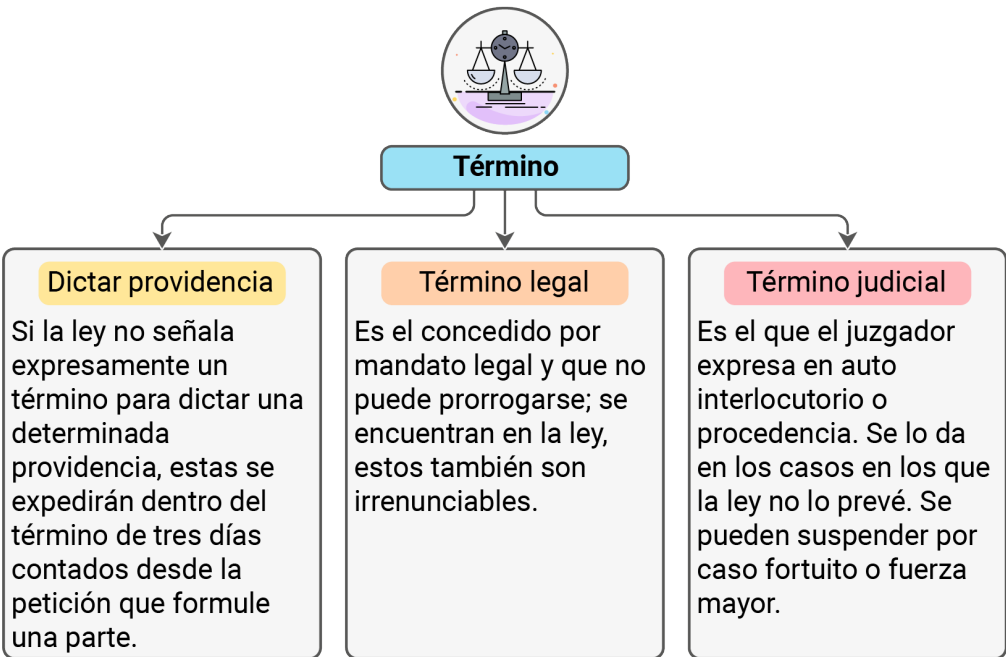 Término
Dictar providencia
Si la ley no señala
expresamente un
término para dictar una
determinada
providencia, estas se
expedirán dentro del
término de tres días
contados desde la
petición que formule
una parte.
Término legal
Es el concedido por
mandato legal y que no
puede prorrogarse; se
encuentran en la ley,
estos también son
irrenunciables.
Término judicial
Es el que el juzgador
expresa en auto
interlocutorio o
procedencia. Se lo da
en los casos en los que
la ley no lo prevé. Se
pueden suspender por
caso fortuito o fuerza
mayor.